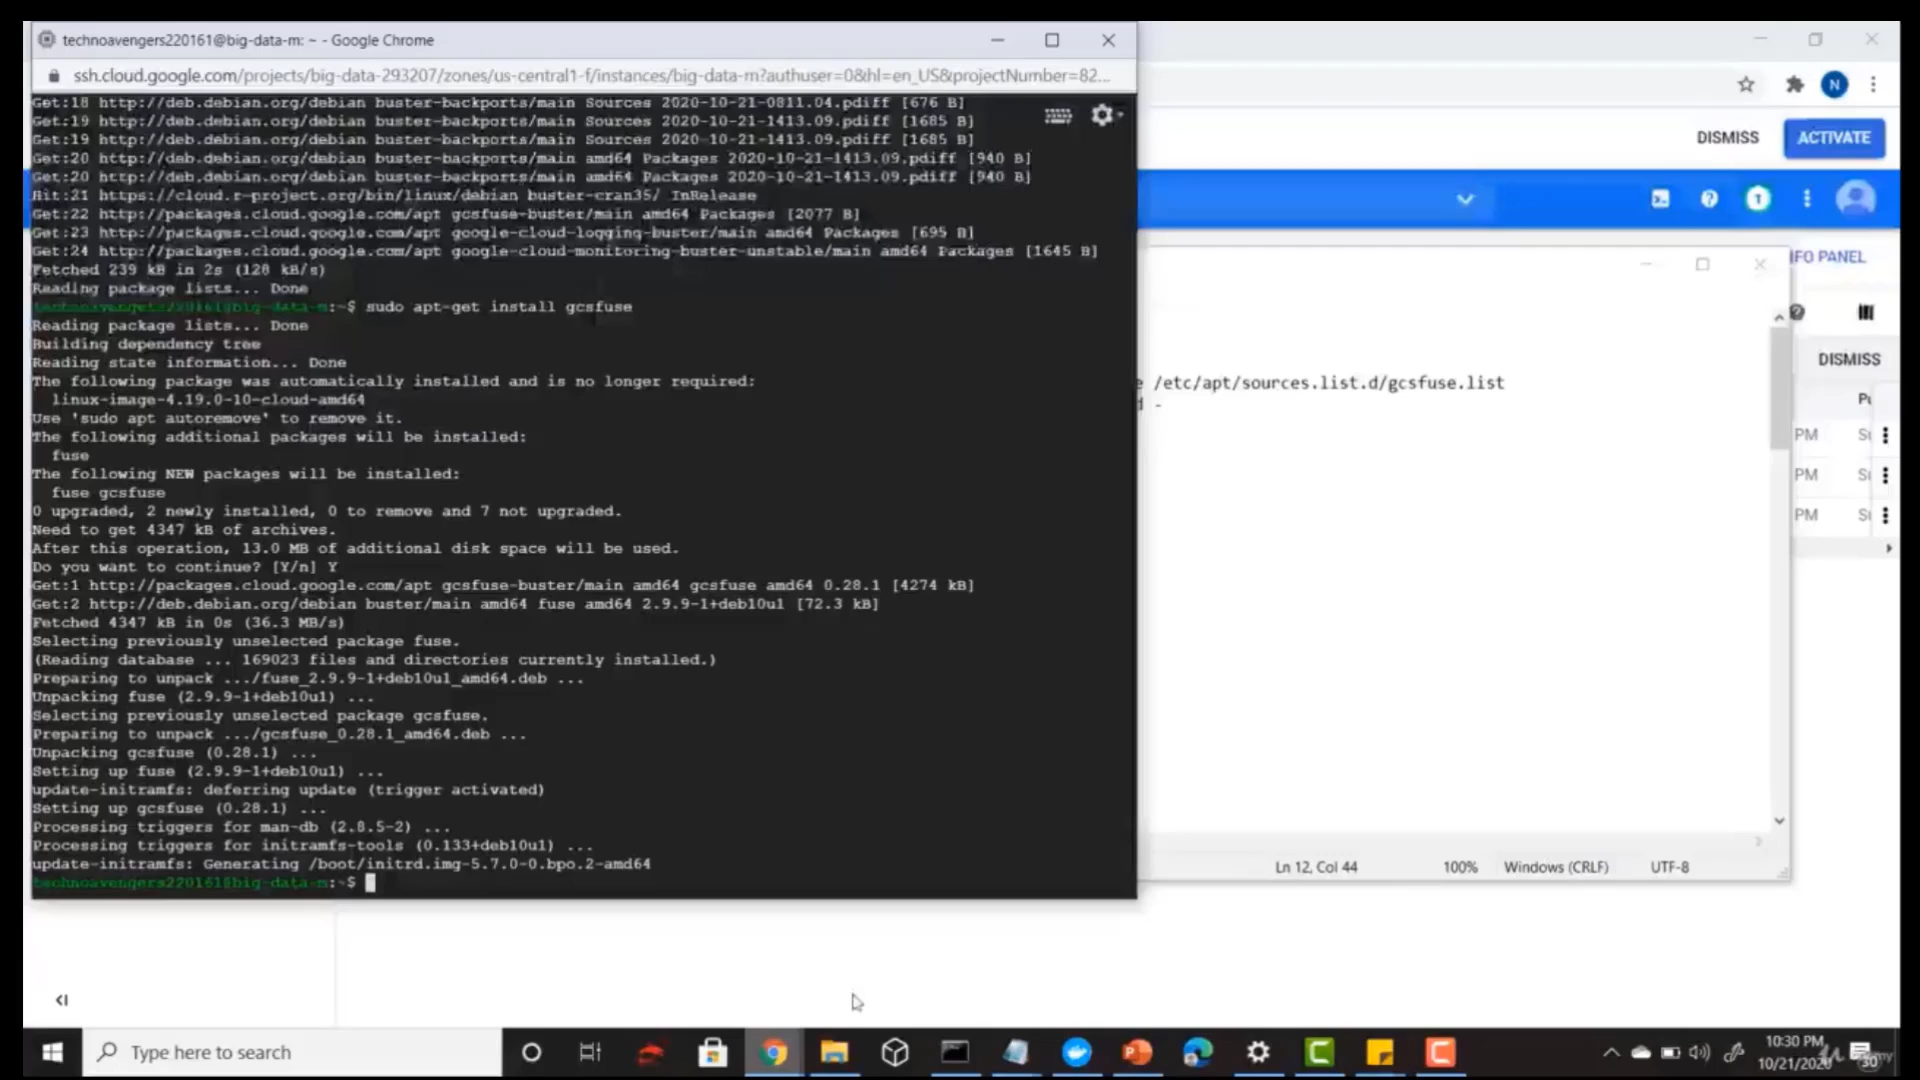 technoavengers220161@big-data-m: ~ - Google Chrome
ssh.cloud.google.com/projects/big-data-293207/zones/us-central1-f/instances/big-data-m?authuser=0&hl=en_US&projectNumber=82...
Get:18 http://deb.debian.org/debian buster-backports/main Sources 2020-10-21-0811.04.pdiff [676 B]
Get:19 http://deb.debian.org/debian buster-backports/main Sources 2020-10-21-1413.09.pdiff [1685 B]
Get:19 http://deb.debian.org/debian buster-backports/main Sources 2020-10-21-1413.09.pdiff [1685 B]
Get:20 http://deb.debian.org/debian buster-backports/main amd64 Packages 2020-10-21-1413.09.pdiff [940 B]
Get:20 http://deb.debian.org/debian buster-backports/main amd64 Packages 2020-10-21-1413.09.pdiff [940 B]
Hit:21 https://cloud.r-project.org/bin/linux/debian buster-cran35/ InRelease
Get:22 http://packages.cloud.google.com/apt gcsfuse-buster/main amd64 Packages [2077 B]
Get:23 http://packages.cloud.google.com/apt google-cloud-logging-buster/main amd64 Packages [695 B]
Get:24 http://packages.cloud.google.com/apt google-cloud-monitoring-buster-unstable/main amd64 Packages [1645 B]
Fetched 239 kB in 2s (128 kB/s)
Reading package lists... Done
technoavengers220161@big-data-m:~$ sudo apt-get install gcsfuse
Reading package lists... Done
Building dependency tree
Reading state information... Done
The following package was automatically installed and is no longer required:
linux-image-4.19.0-10-cloud-amd64
Use 'sudo apt autoremove' to remove it.
The following additional packages will be installed:
fuse
The following NEW packages will be installed:
fuse gcsfuse
0 upgraded, 2 newly installed, 0 to remove and 7 not upgraded.
Need to get 4347 kB of archives.
After this operation, 13.0 MB of additional disk space will be used.
Do you want to continue? [Y/n] Y
Get:1 http://packages.cloud.google.com/apt gcsfuse-buster/main amd64 gcsfuse amd64 0.28.1 [4274 kB]
Get:2 http://deb.debian.org/debian buster/main amd64 fuse amd64 2.9.9-1+deb10u1 [72.3 kB]
Fetched 4347 kB in 0s (36.3 MB/s)
Selecting previously unselected package fuse.
(Reading database ... 169023 files and directories currently installed.)
Preparing to unpack .../fuse_2.9.9-1+deb10u1_amd64.deb ...
Unpacking fuse (2.9.9-1+deb10u1) ...
Selecting previously unselected package gcsfuse.
Preparing to unpack .../gcsfuse_0.28.1_amd64.deb ...
Unpacking gcsfuse (0.28.1) ...
Setting up fuse (2.9.9-1+deb10u1) ...
update-initramfs: deferring update (trigger activated)
Setting up gcsfuse (0.28.1) ...
Processing triggers for man-db (2.8.5-2) ...
Processing triggers for initramfs-tools (0.133+deb10u1) ...
update-initramfs: Generating /boot/initrd.img-5.7.0-0.bpo.2-amd64
technoavengers220161@big-data-m:~$
N
DISMISS ACTIVATE
1
FO PANEL
DISMISS
e /etc/apt/sources.list.d/gcsfuse.list
d -
Pu
PM Su
PM Su
PM Su
Ln 12, Col 44 100% Windows (CRLF) UTF-8
Type here to search
10:30 PM
10/21/2020
30